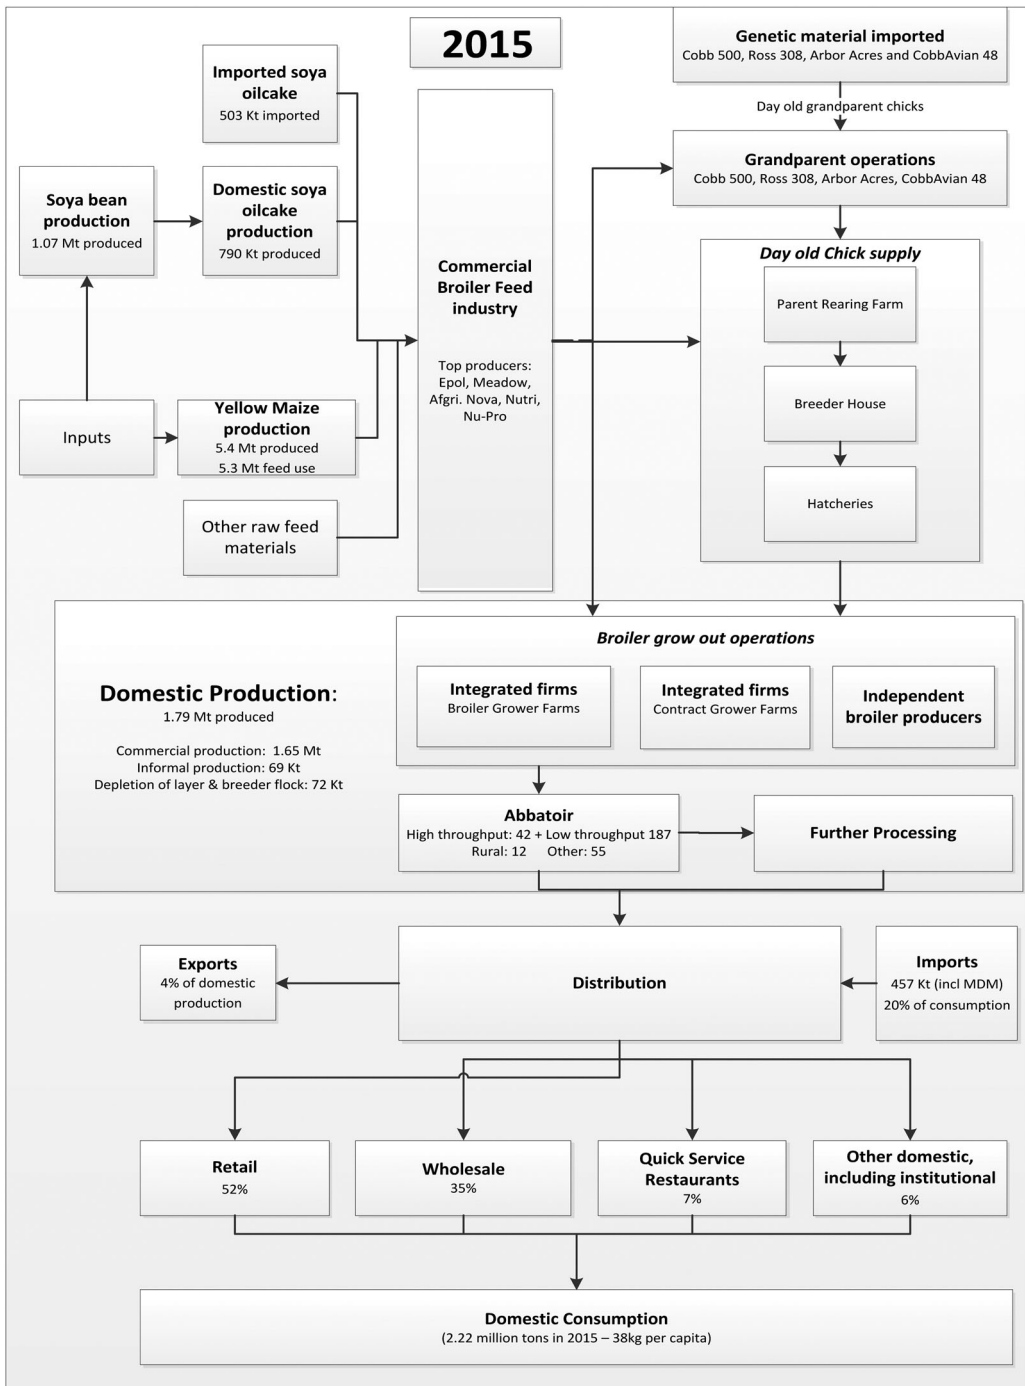 2015
Genetic material imported
Cobb 500, Ross 308, Arbor Acres and CobbAvian 48
Imported soya
oilcake
503 Kt imported
Day old grandparent chicks
Grandparent operations
Cobb 500, Ross 308, Arbor Acres, CobbAvian 48
Soya bean
production
1.07 Mt produced
Domestic soya
oilcake
production
790 Kt produced
Commercial
Broiler Feed
industry
Top producers:
Epol, Meadow,
Afgri. Nova, Nutri,
Nu-Pro
Day old Chick supply
Parent Rearing Farm
Breeder House
Hatcheries
Inputs
Yellow Maize
production
5.4 Mt produced
5.3 Mt feed use
Other raw feed
materials
Domestic Production:
1.79 Mt produced
Commercial production: 1.65 Mt
Informal production: 69 Kt
Depletion of layer & breeder flock: 72 Kt
Broiler grow out operations
Integrated firms
Broiler Grower Farms
Integrated firms
Contract Grower Farms
Independent
broiler producers
Abbatoir
High throughput: 42 + Low throughput 187
Rural: 12 Other: 55
Further Processing
Exports
4% of domestic
production
Distribution
Imports
457 Kt (incl MDM)
20% of consumption
Retail
52%
Wholesale
35%
Quick Service
Restaurants
7%
Other domestic,
including institutional
6%
Domestic Consumption
(2.22 million tons in 2015 – 38kg per capita)